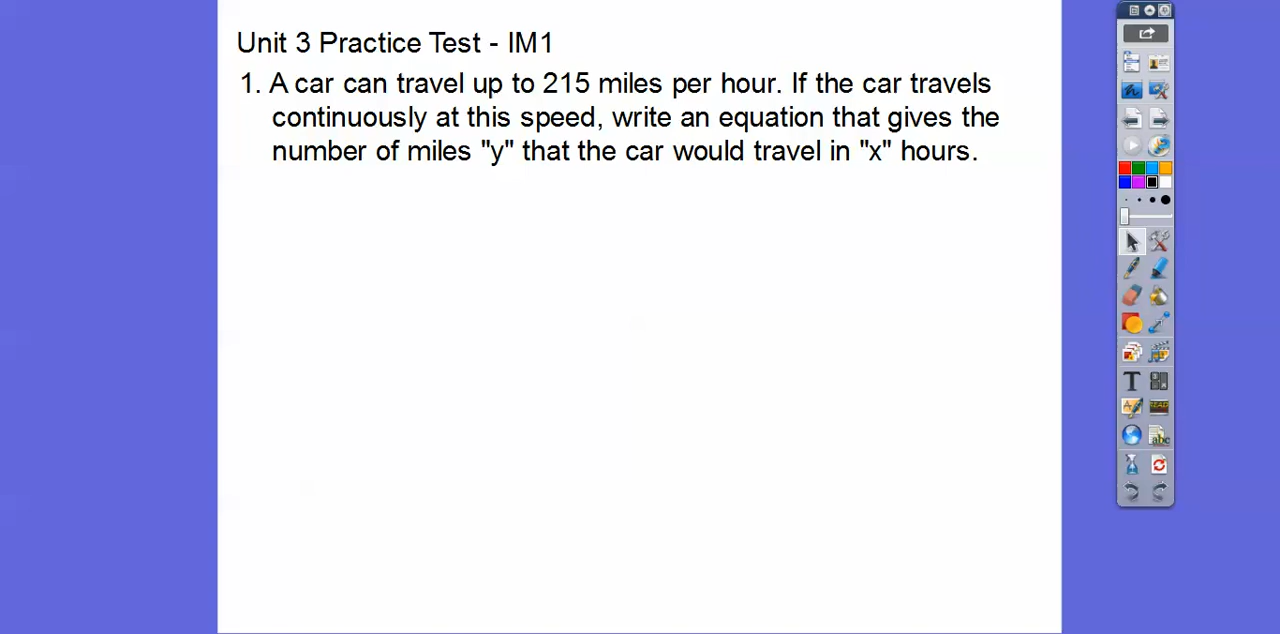 Unit 3 Practice Test - IM1
1. A car can travel up to 215 miles per hour. If the car travels
continuously at this speed, write an equation that gives the
number of miles "y" that the car would travel in "x" hours.